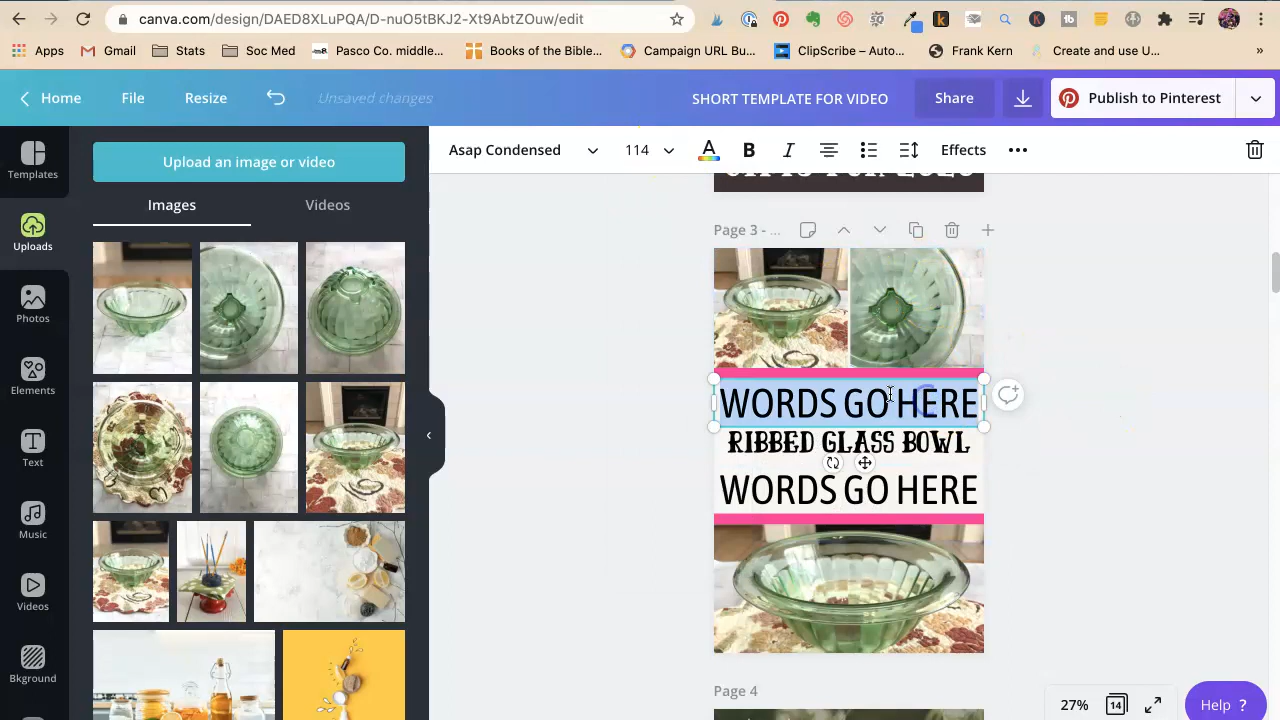 canva.com/design/DAED8XLuPQA/D-nuO5tBKJ2-Xt9AbtZOuw/edit
Apps Gmail Stats Soc Med Pasco Co. middle... Books of the Bible... Campaign URL Bu... ClipScribe – Auto... Frank Kern Create and use U... »
Home File Resize Unsaved changes SHORT TEMPLATE FOR VIDEO Share Publish to Pinterest
Asap Condensed 114 A B I Effects
Templates
Uploads
Photos
Elements
Text
Music
Videos
Bkground
Upload an image or video
Images Videos
Page 3 - ...
WORDS GO HERE
RIBBED GLASS BOWL
WORDS GO HERE
Page 4
27% 14 Help ?